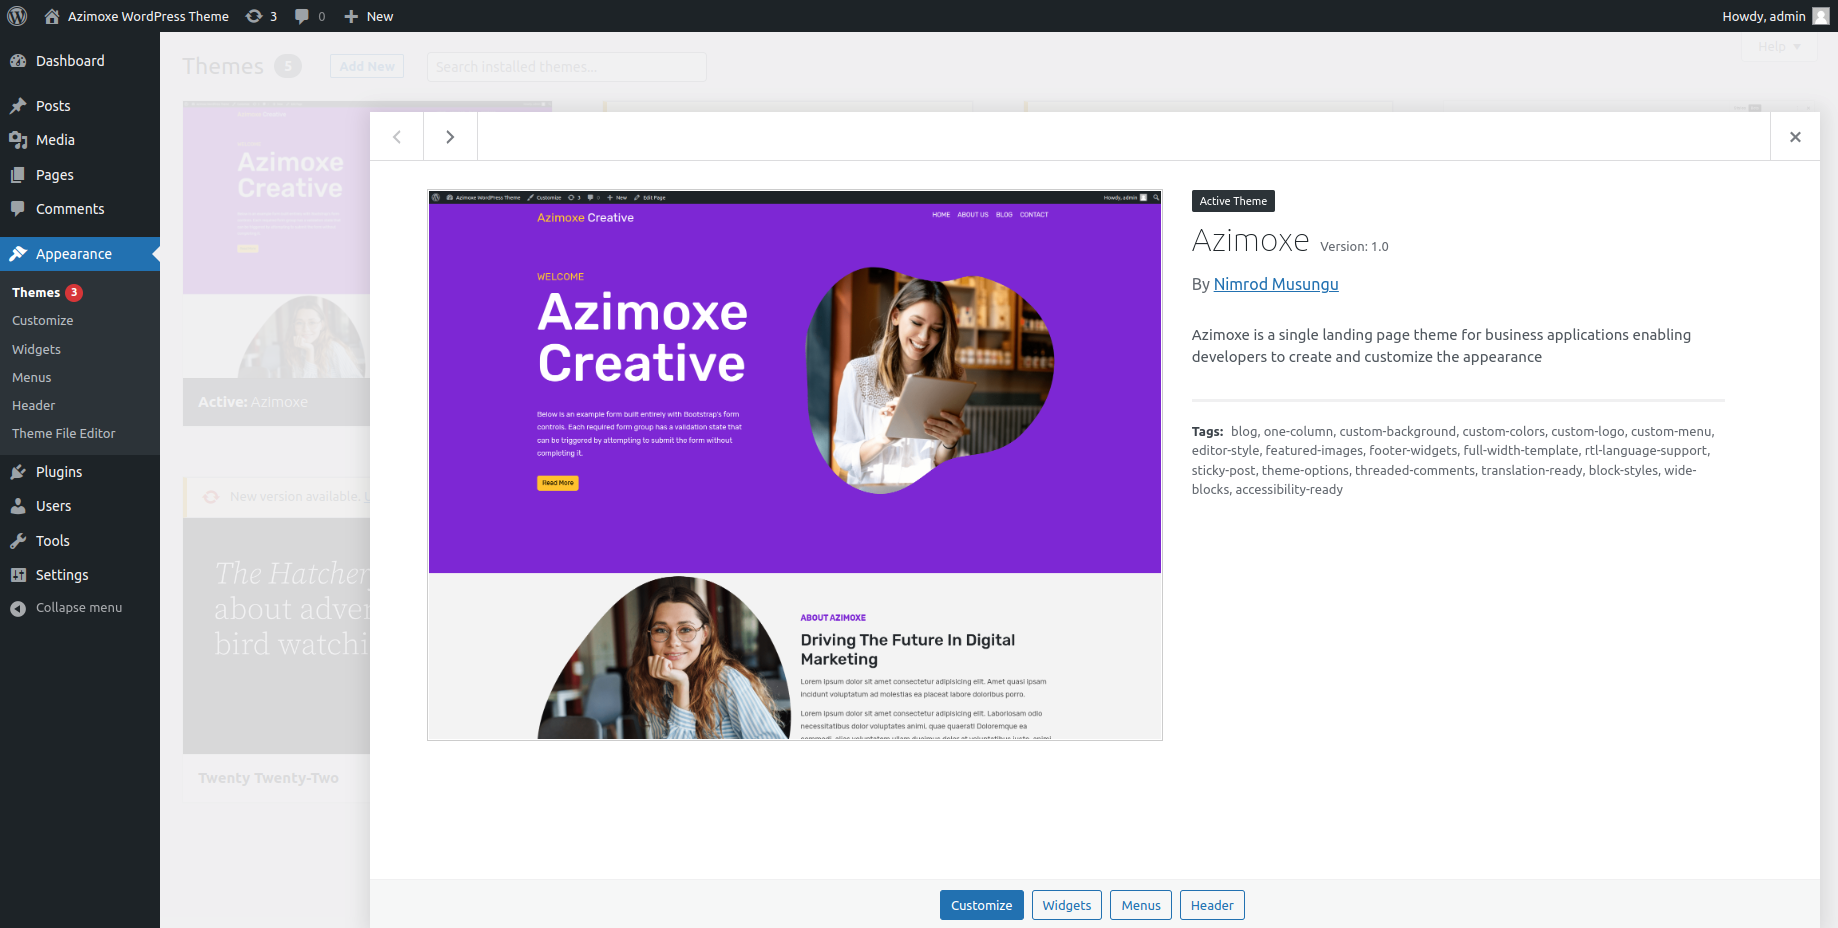 Azimoxe WordPress Theme 3 0 New
Howdy, admin
Dashboard
Posts
Media
Pages
Comments
Appearance
Themes 3
Customize
Widgets
Menus
Header
Theme File Editor
Plugins
Users
Tools
Settings
Collapse menu
Themes 5 Add New Search installed themes...
Help
Azimoxe
Creative
Active: Azimoxe
New version available.
The Hatcher
about adve
bird watchi
Twenty Twenty-Two
Azimoxe WordPress Theme Customize 3 0 New Edit Page Howdy, admin
Azimoxe Creative
HOME ABOUT US BLOG CONTACT
WELCOME
Azimoxe
Creative
Below is an example form built entirely with Bootstrap's form
controls. Each required form group has a validation state that
can be triggered by attempting to submit the form without
completing it.
Read More
ABOUT AZIMOXE
Driving The Future In Digital
Marketing
Lorem ipsum dolor sit amet consectetur adipisicing elit. Amet quasi ipsam
incidunt voluptatum ad molestias ea placeat labore doloribus porro.
Lorem ipsum dolor sit amet consectetur adipisicing elit. Laboriosam odio
necessitatibus dolor voluptates animi, quae quaerat! Doloremque ea
Active Theme
Azimoxe Version: 1.0
By Nimrod Musungu
Azimoxe is a single landing page theme for business applications enabling
developers to create and customize the appearance
Tags: blog, one-column, custom-background, custom-colors, custom-logo, custom-menu,
editor-style, featured-images, footer-widgets, full-width-template, rtl-language-support,
sticky-post, theme-options, threaded-comments, translation-ready, block-styles, wide-
blocks, accessibility-ready
Customize Widgets Menus Header